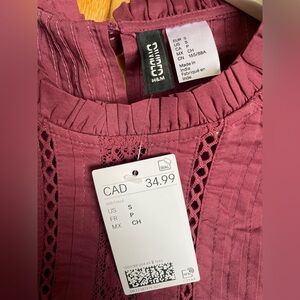 DIVIDED
H&M
EUR S
US S
CA P
MX CH
CN 165/88A
Made in
India
Fabriqué en
Inde
CAD 34.99
US S
FR P
MX CH